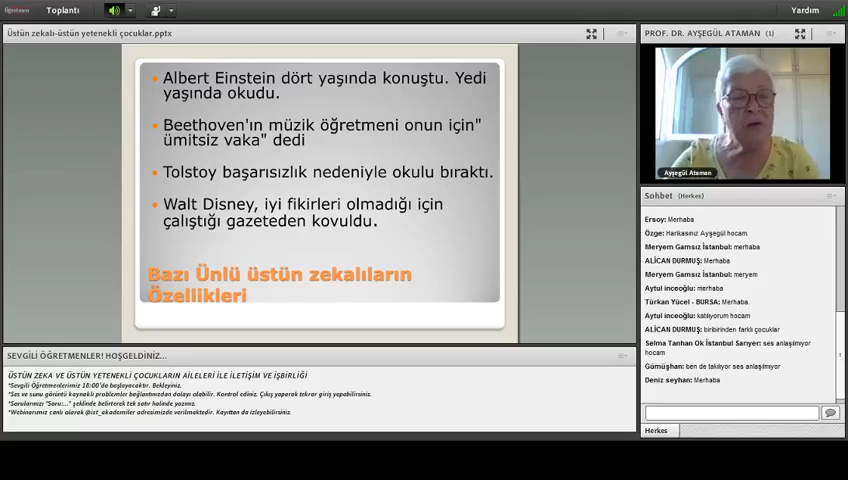 Öğretmen
Toplantı
Yardım
Üstün zekalı-üstün yetenekli çocuklar.pptx
• Albert Einstein dört yaşında konuştu. Yedi
yaşında okudu.
• Beethoven'ın müzik öğretmeni onun için"
ümitsiz vaka" dedi
• Tolstoy başarısızlık nedeniyle okulu bıraktı.
• Walt Disney, iyi fikirleri olmadığı için
çalıştığı gazeteden kovuldu.
Bazı Ünlü üstün zekalıların
Özellikleri
SEVGİLİ ÖĞRETMENLER! HOŞGELDİNİZ...
ÜSTÜN ZEKA VE ÜSTÜN YETENEKLİ ÇOCUKLARIN AİLELERİ İLE İLETİŞİM VE İŞBİRLİĞİ
*Sevgili Öğretmenlerimiz 18:00'da başlayacaktır. Bekleyiniz.
*Ses ve sunu görüntü kaynaklı problemler bağlantınızdan dolayı olabilir. Kontrol ediniz. Çıkış yaparak tekrar giriş yapabilirsiniz.
*Sorularınızı "Soru:..." şeklinde belirterek tek satır halinde yazınız.
*Webinarımız canlı olarak @ist_akademiler adresimizde verilmektedir. Kayıttan da izleyebilirsiniz.
PROF. DR. AYŞEGÜL ATAMAN (1)
Ayşegül Ataman
Sohbet (Herkes)
Ersoy: Merhaba
Özge: Harikasınız Ayşegül hocam.
Meryem Gamsız İstanbul: merhaba
ALİCAN DURMUŞ: Merhaba
Meryem Gamsız İstanbul: meryem
Aytul inceoğlu: merhaba
Türkan Yücel - BURSA: Merhaba.
Aytul inceoğlu: katılıyorum hocam
ALİCAN DURMUŞ: biribirinden farklı çocuklar
Selma Tanhan Ok İstanbul Sarıyer: ses anlaşılmıyor
hocam
Gümüşhan: ben de takılıyor ses anlaşılmıyor
Deniz seyhan: Merhaba
Herkes